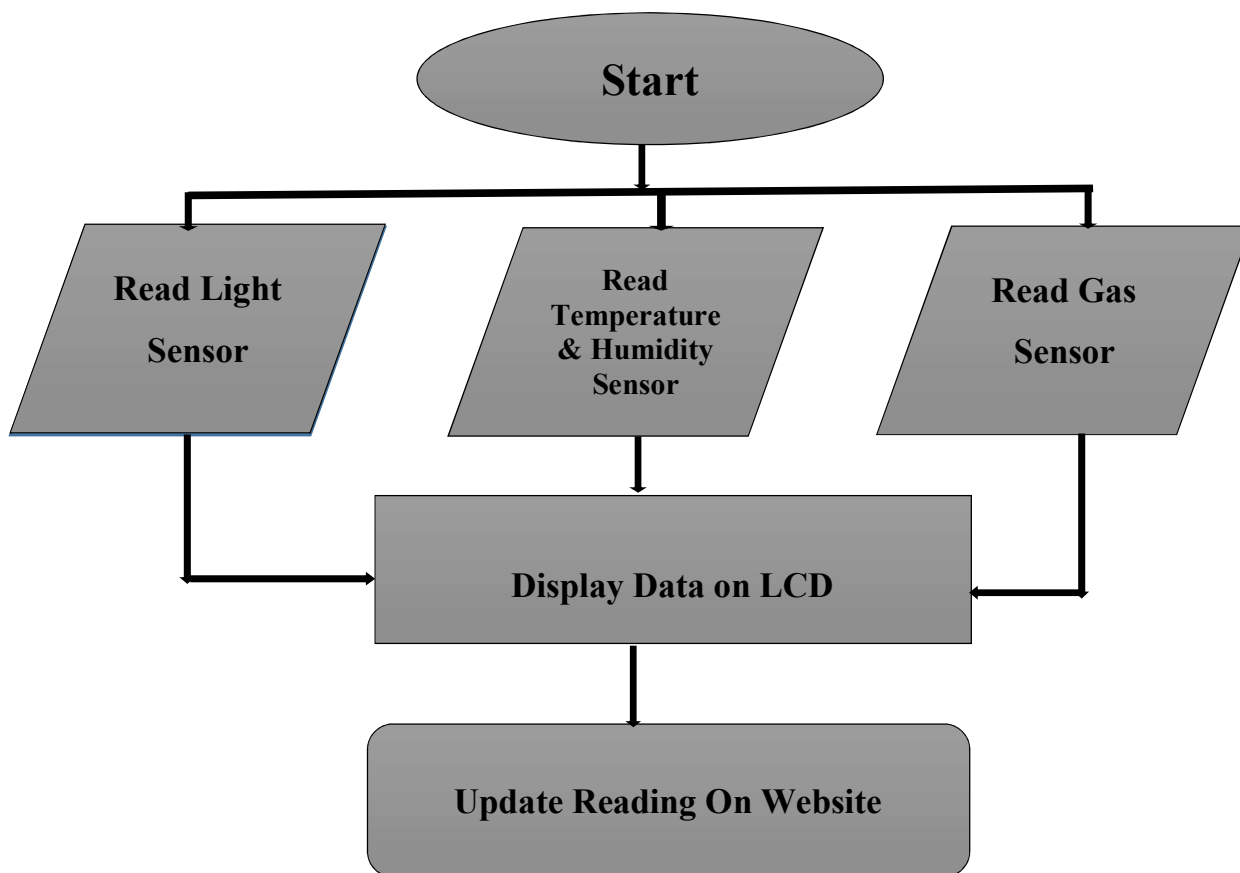 Start
Read Light
Sensor
Read
Temperature
& Humidity
Sensor
Read Gas
Sensor
Display Data on LCD
Update Reading On Website